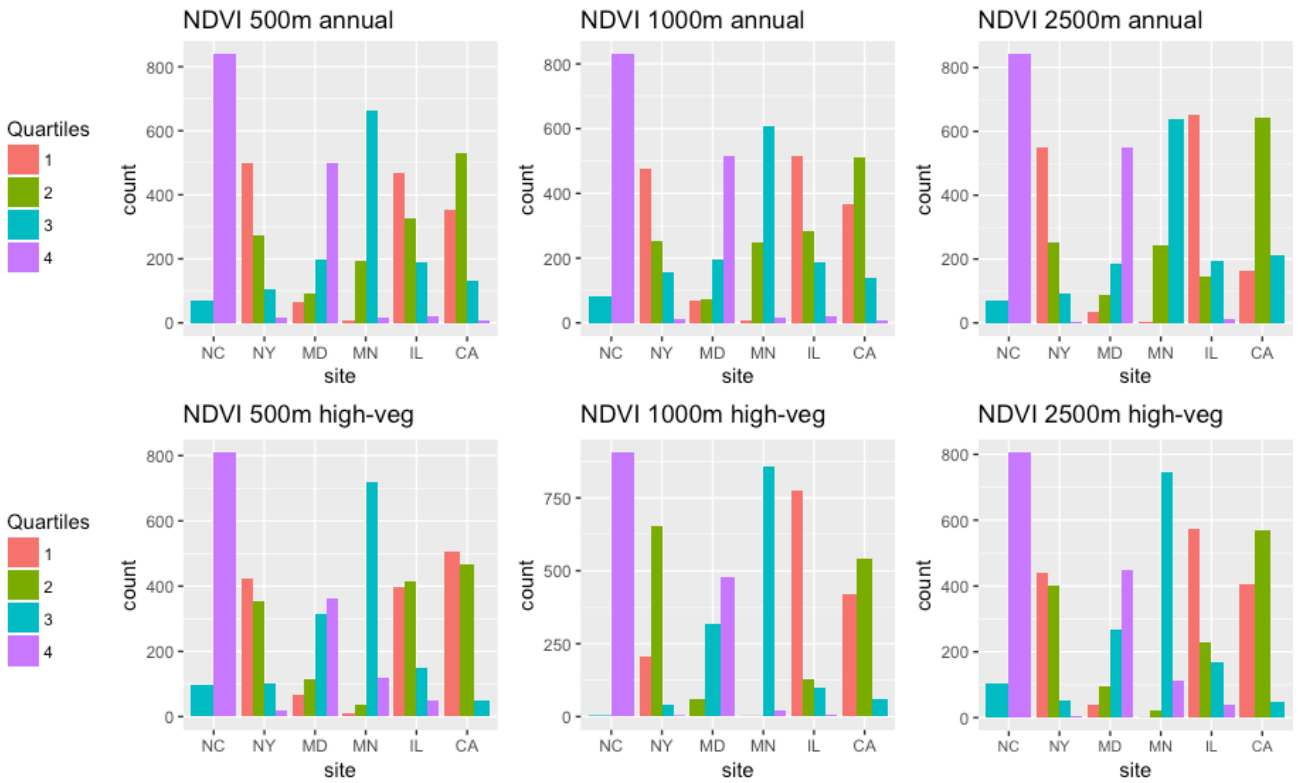 NDVI 500m annual
NDVI 1000m annual
NDVI 2500m annual
Quartiles
1
2
3
4
count
800
600
400
200
0
NC NY MD MN IL CA
site
count
800
600
400
200
0
NC NY MD MN IL CA
site
count
800
600
400
200
0
NC NY MD MN IL CA
site
NDVI 500m high-veg
NDVI 1000m high-veg
NDVI 2500m high-veg
Quartiles
1
2
3
4
count
800
600
400
200
0
NC NY MD MN IL CA
site
count
750
500
250
0
NC NY MD MN IL CA
site
count
800
600
400
200
0
NC NY MD MN IL CA
site